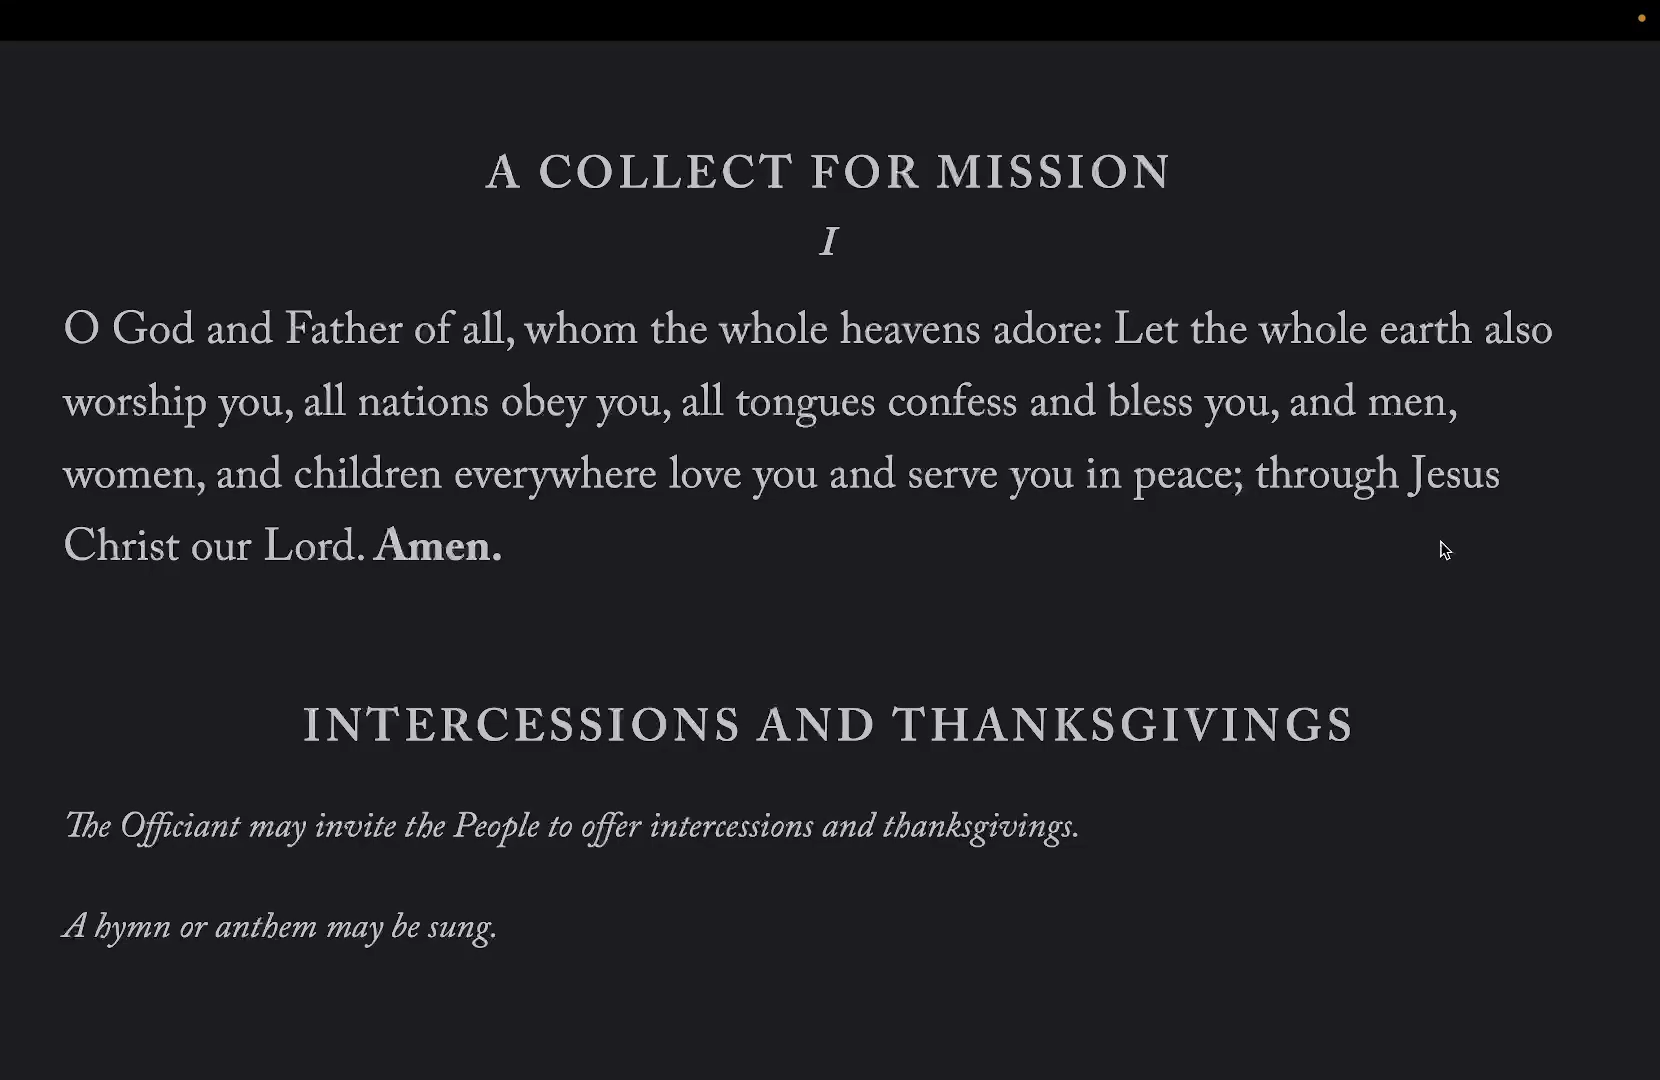 A COLLECT FOR MISSION
I
O God and Father of all, whom the whole heavens adore: Let the whole earth also
worship you, all nations obey you, all tongues confess and bless you, and men,
women, and children everywhere love you and serve you in peace; through Jesus
Christ our Lord. Amen.
INTERCESSIONS AND THANKSGIVINGS
The Officiant may invite the People to offer intercessions and thanksgivings.
A hymn or anthem may be sung.